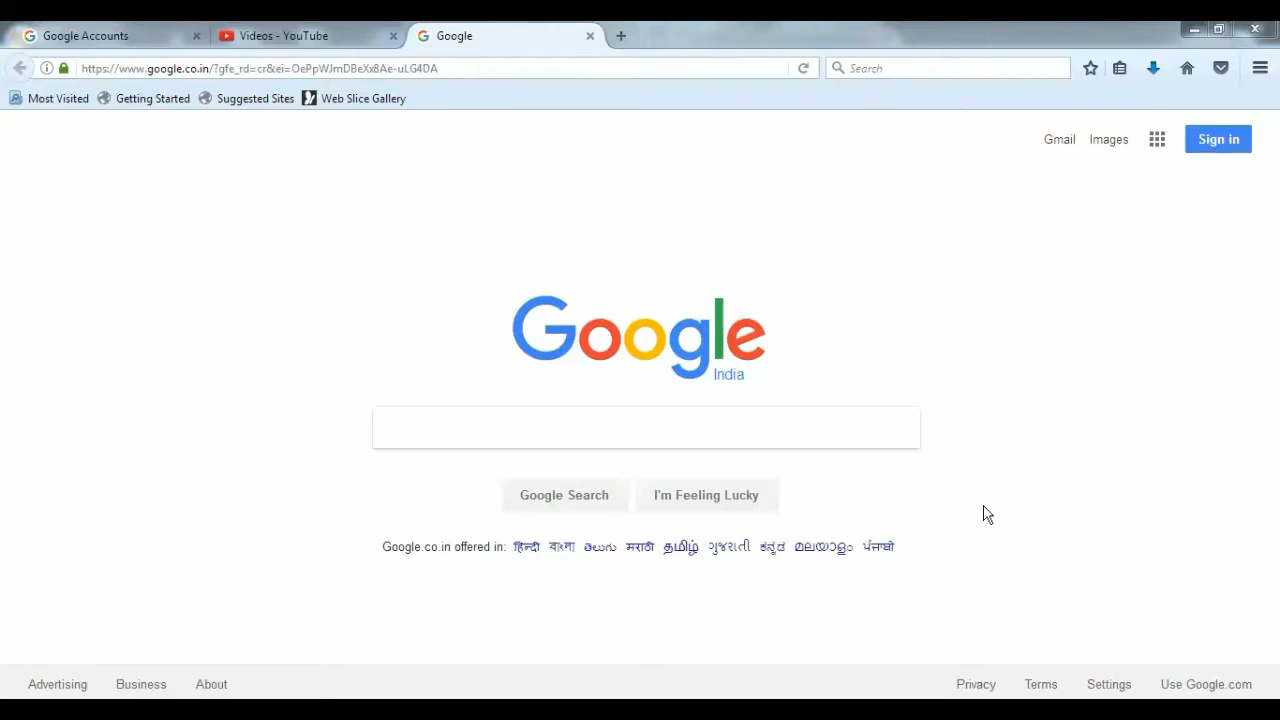 Google Accounts
Videos - YouTube
Google
https://www.google.co.in/?gfe_rd=cr&ei=OePpWJmDBeXx8Ae-uLG4DA
Search
Most Visited Getting Started Suggested Sites Web Slice Gallery
Gmail Images Sign in
Google
India
Google Search I'm Feeling Lucky
Google.co.in offered in: हिन्दी বাংলা తెలుగు मराठी தமிழ் ગુજરાતી ಕನ್ನಡ മലയാളം ਪੰਜਾਬੀ
Advertising Business About Privacy Terms Settings Use Google.com